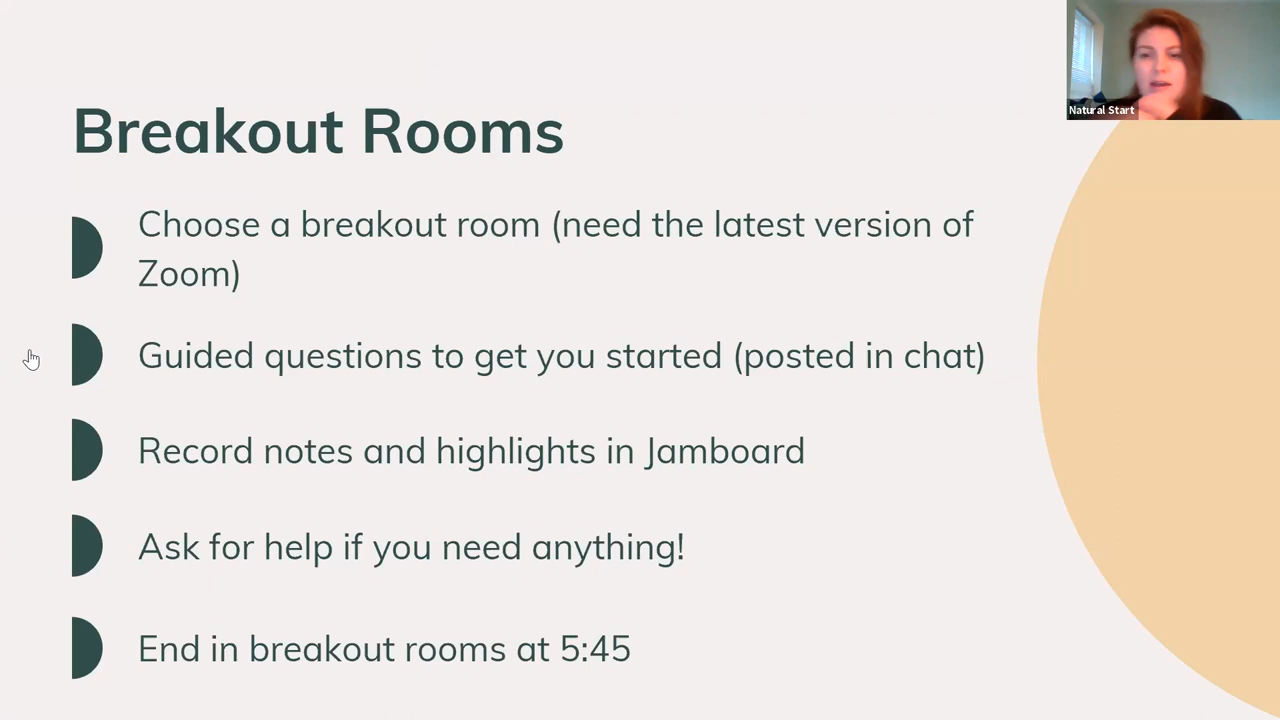 Natural Start
Breakout Rooms
Choose a breakout room (need the latest version of
Zoom)
Guided questions to get you started (posted in chat)
Record notes and highlights in Jamboard
Ask for help if you need anything!
End in breakout rooms at 5:45